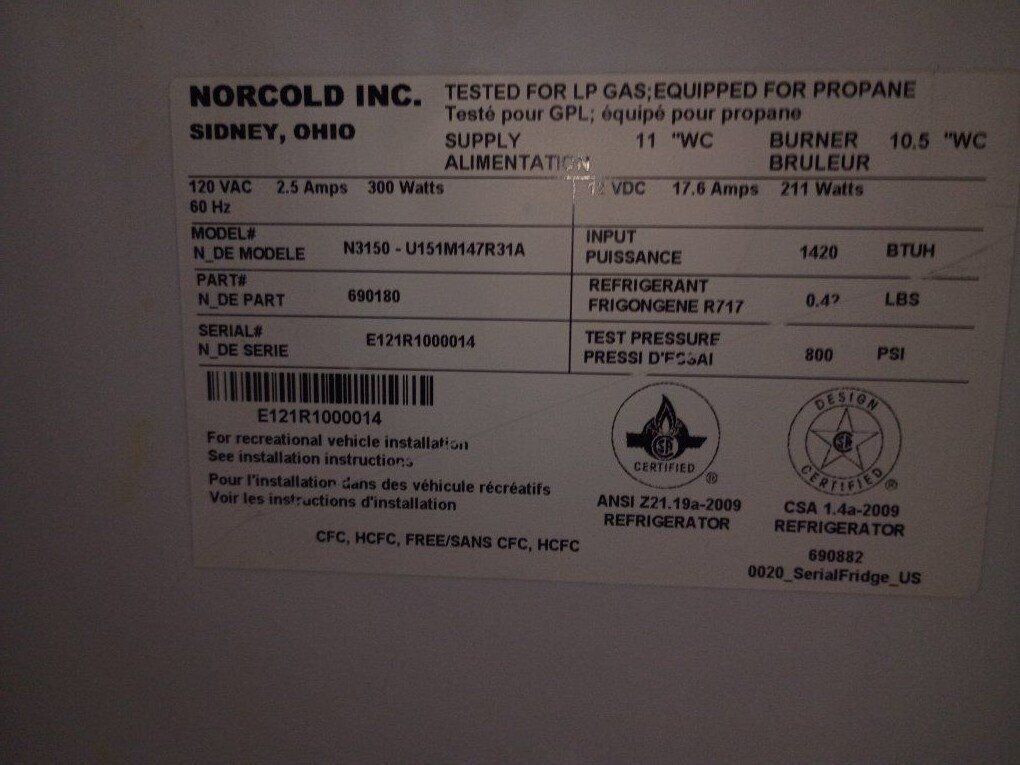 NORCOLD INC.
SIDNEY, OHIO
TESTED FOR LP GAS;EQUIPPED FOR PROPANE
Testé pour GPL; équipé pour propane
SUPPLY 11 "WC BURNER 10.5 "WC
ALIMENTATION BRULEUR
120 VAC 2.5 Amps 300 Watts
60 Hz
VDC 17.6 Amps 211 Watts
MODEL#
N_DE MODELE N3150 - U151M147R31A
INPUT
PUISSANCE 1420 BTUH
PART#
N_DE PART 690180
REFRIGERANT
FRIGONGENE R717 LBS
SERIAL#
N_DE SERIE E121R1000014
TEST PRESSURE
PRESSI D'ESSAI 800 PSI
E121R1000014
For recreational vehicle installation
See installation instructions
Pour l'installation dans des véhicule récréatifs
Voir les instructions d'installation
CFC, HCFC, FREE/SANS CFC, HCFC
SA
CERTIFIED ®
ANSI Z21.19a-2009
REFRIGERATOR
DESIGN
SA
CERTIFIED ®
CSA 1.4a-2009
REFRIGERATOR
690882
0020_SerialFridge_US